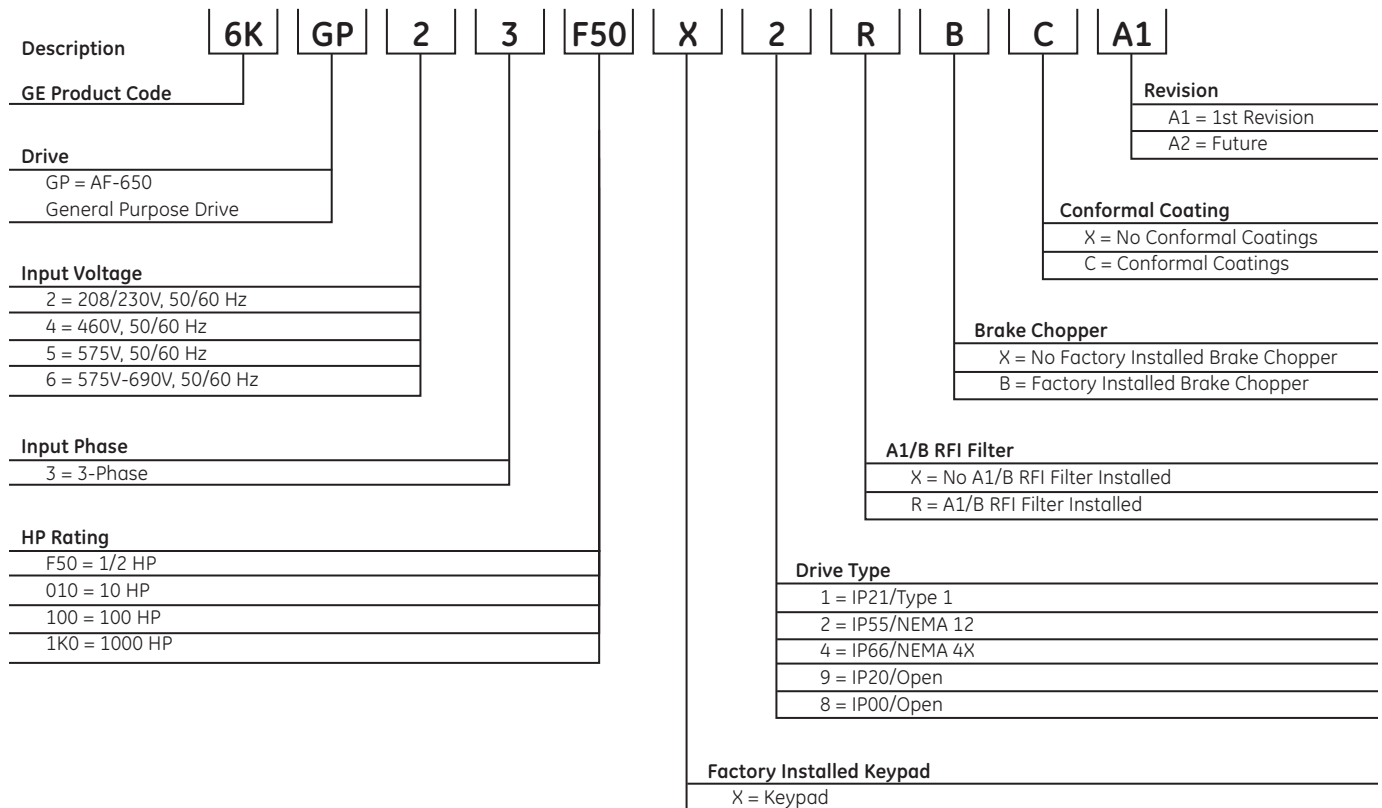 Description 6K GP 2 3 F50 X 2 R B C A1
GE Product Code
Drive
GP = AF-650
General Purpose Drive
Input Voltage
2 = 208/230V, 50/60 Hz
4 = 460V, 50/60 Hz
5 = 575V, 50/60 Hz
6 = 575V-690V, 50/60 Hz
Input Phase
3 = 3-Phase
HP Rating
F50 = 1/2 HP
010 = 10 HP
100 = 100 HP
1K0 = 1000 HP
Revision
A1 = 1st Revision
A2 = Future
Conformal Coating
X = No Conformal Coatings
C = Conformal Coatings
Brake Chopper
X = No Factory Installed Brake Chopper
B = Factory Installed Brake Chopper
A1/B RFI Filter
X = No A1/B RFI Filter Installed
R = A1/B RFI Filter Installed
Drive Type
1 = IP21/Type 1
2 = IP55/NEMA 12
4 = IP66/NEMA 4X
9 = IP20/Open
8 = IP00/Open
Factory Installed Keypad
X = Keypad